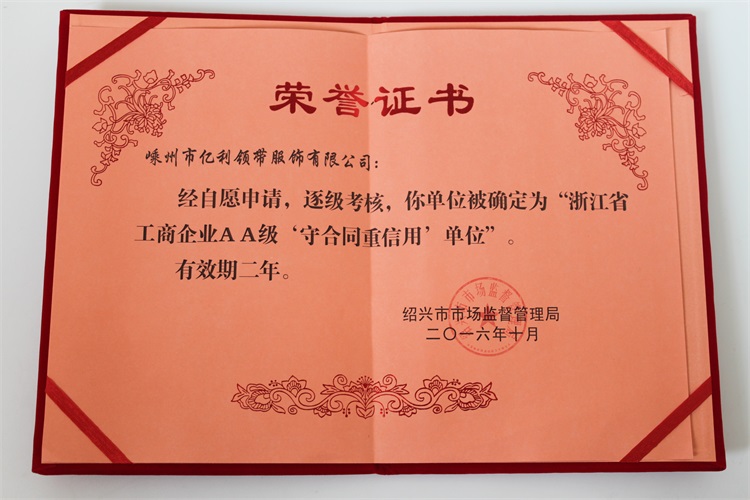 荣誉证书
嵊州市亿利领带服饰有限公司：
经自愿申请，逐级考核，你单位被确定为“浙江省
工商企业ＡＡ级‘守合同重信用’单位”。
有效期二年。
绍兴市市场监督管理局
二〇一六年十月